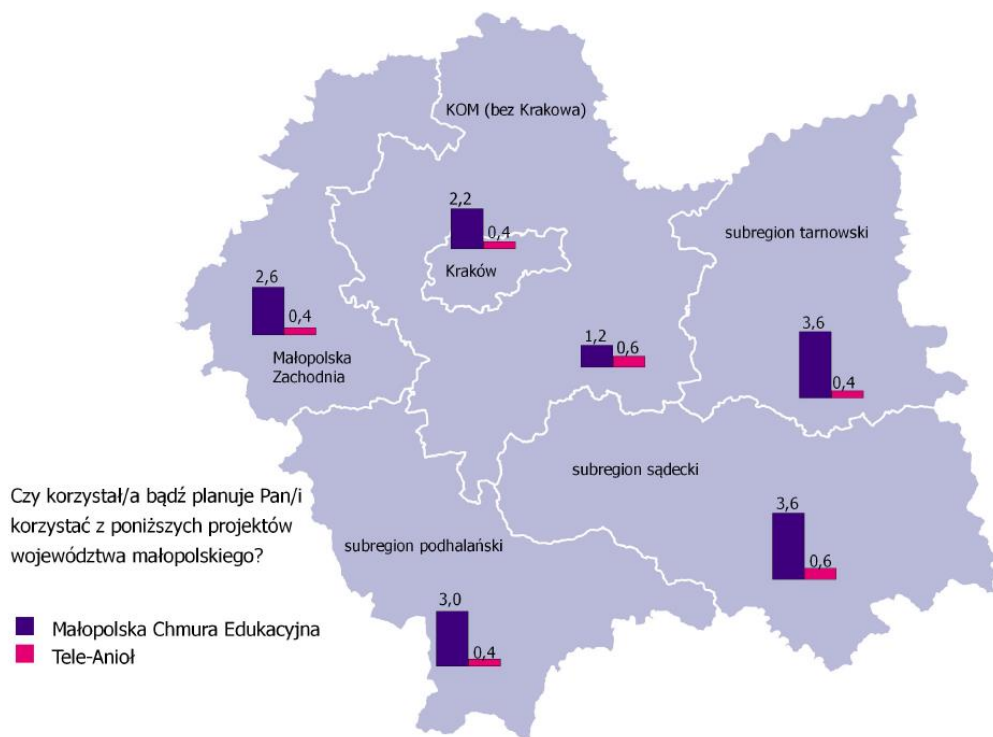 KOM (bez Krakowa)
2,2
0,4
Kraków
subregion tarnowski
2,6
0,4
Małopolska
Zachodnia
1,2
0,6
3,6
0,4
subregion sądecki
3,6
0,6
subregion podhalański
3,0
0,4
Czy korzystał/a bądź planuje Pan/i
korzystać z poniższych projektów
województwa małopolskiego?
Małopolska Chmura Edukacyjna
Tele-Anioł